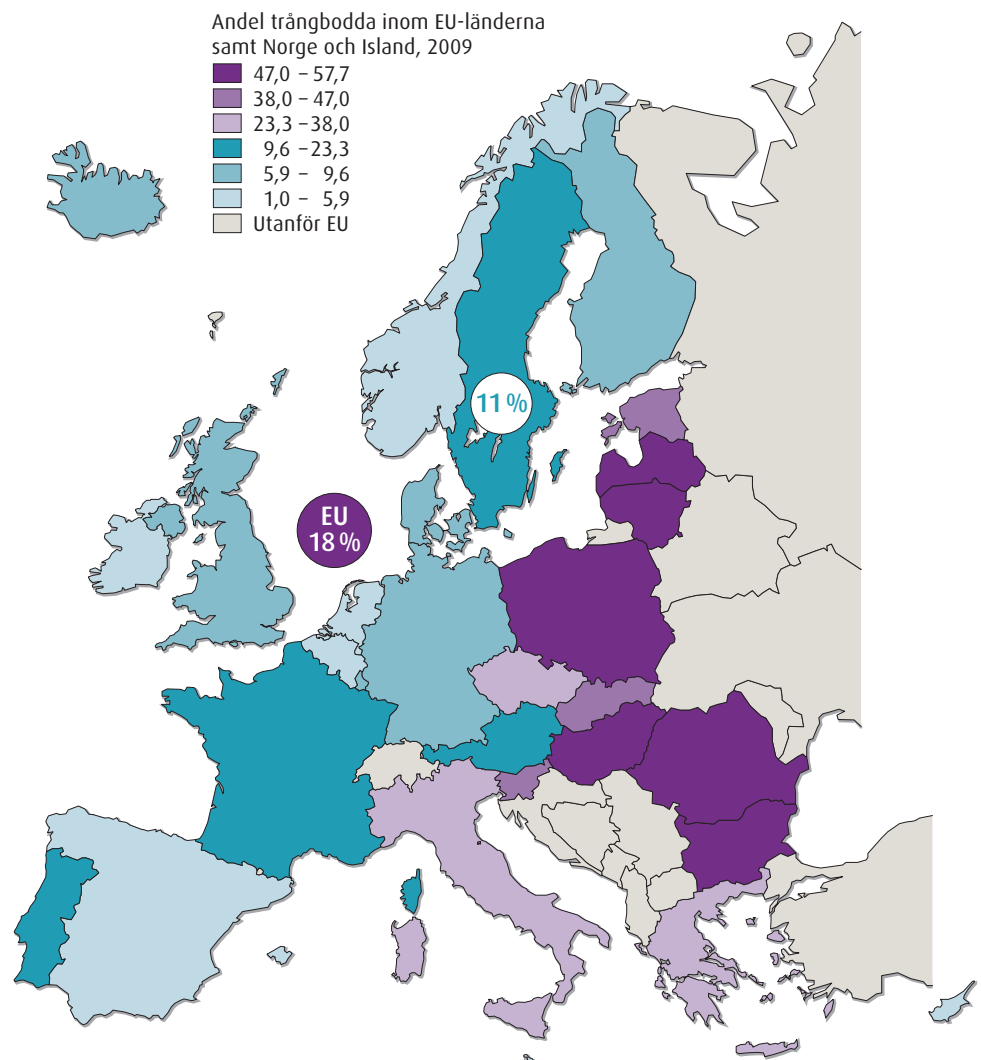 Andel trångbodda inom EU-länderna
samt Norge och Island, 2009
47,0 – 57,7
38,0 – 47,0
23,3 – 38,0
9,6 – 23,3
5,9 – 9,6
1,0 – 5,9
Utanför EU
11 %
EU
18 %